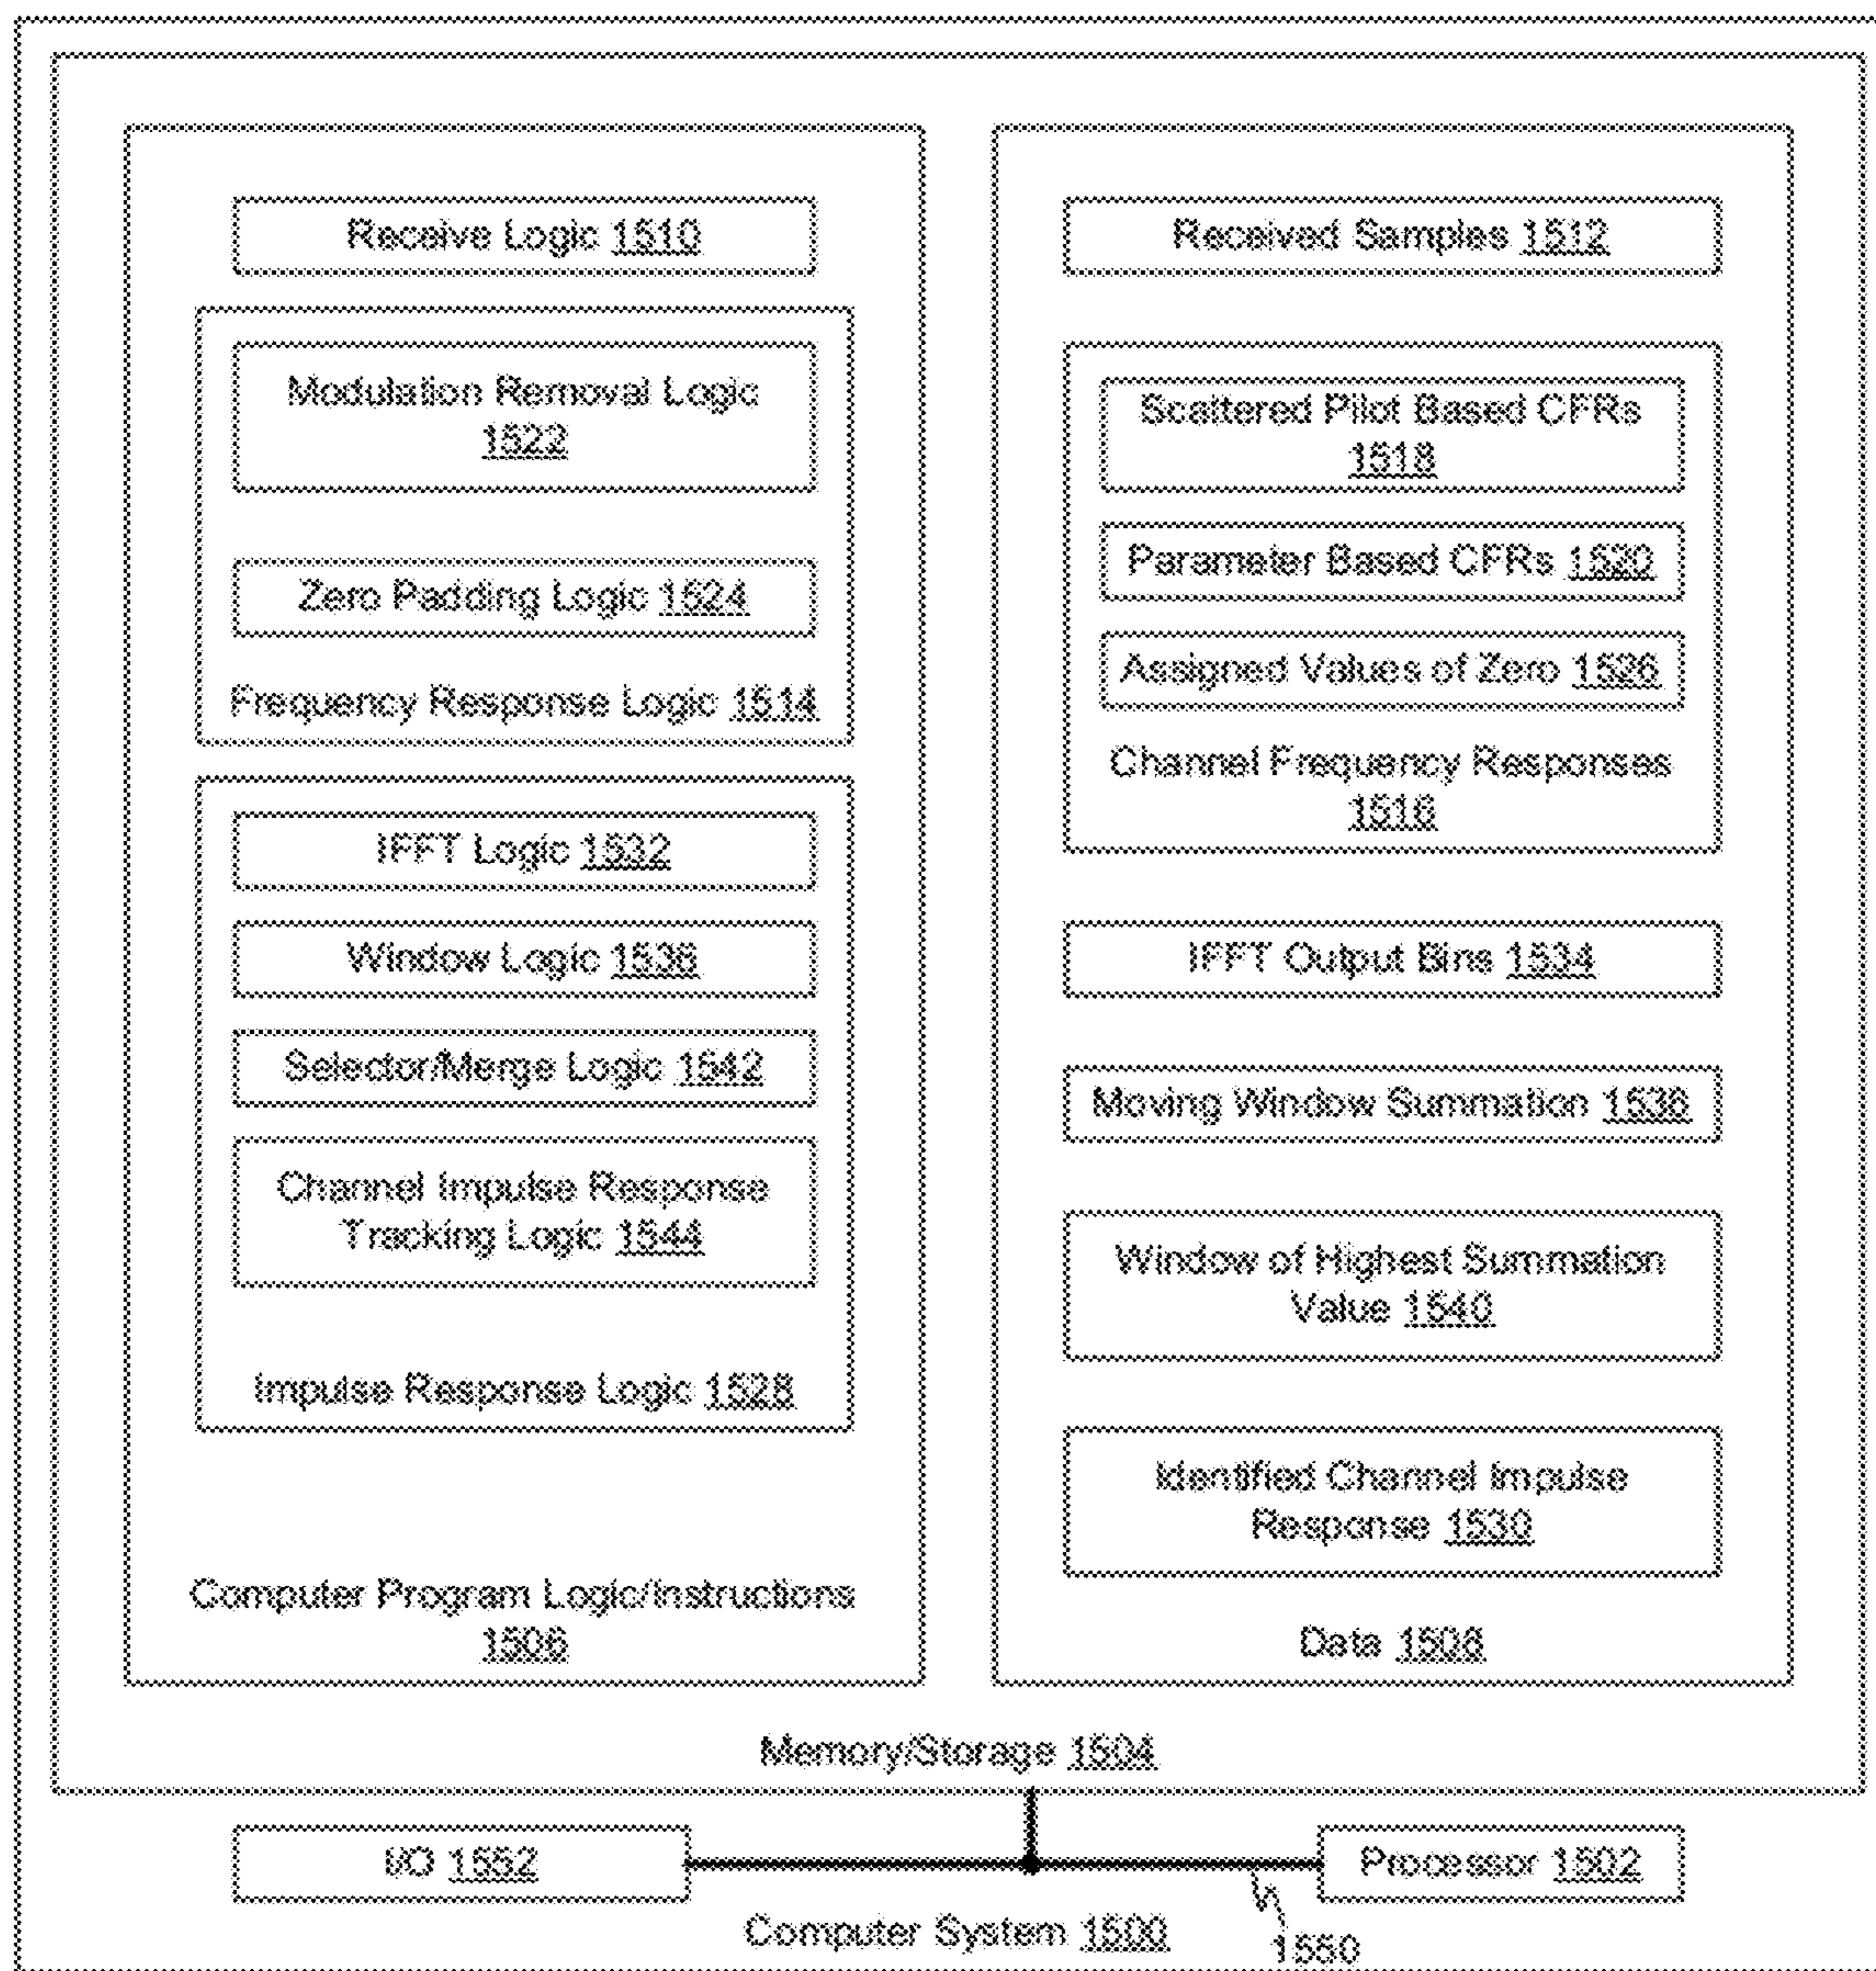 Receive Logic 1510
Modulation Removal Logic
1522
Zero Padding Logic 1524
Frequency Response Logic 1514
IFFT Logic 1532
Window Logic 1536
Selector/Merge Logic 1542
Channel Impulse Response
Tracking Logic 1544
Impulse Response Logic 1528
Computer Program Logic/Instructions
1506
Received Samples 1512
Scattered Pilot Based CFRs
1518
Parameter Based CFRs 1520
Assigned Values of Zero 1526
Channel Frequency Responses
1516
IFFT Output Bins 1534
Moving Window Summation 1538
Window of Highest Summation
Value 1540
Identified Channel Impulse
Response 1530
Data 1508
Memory/Storage 1504
I/O 1552
Processor 1502
Computer System 1500
1550